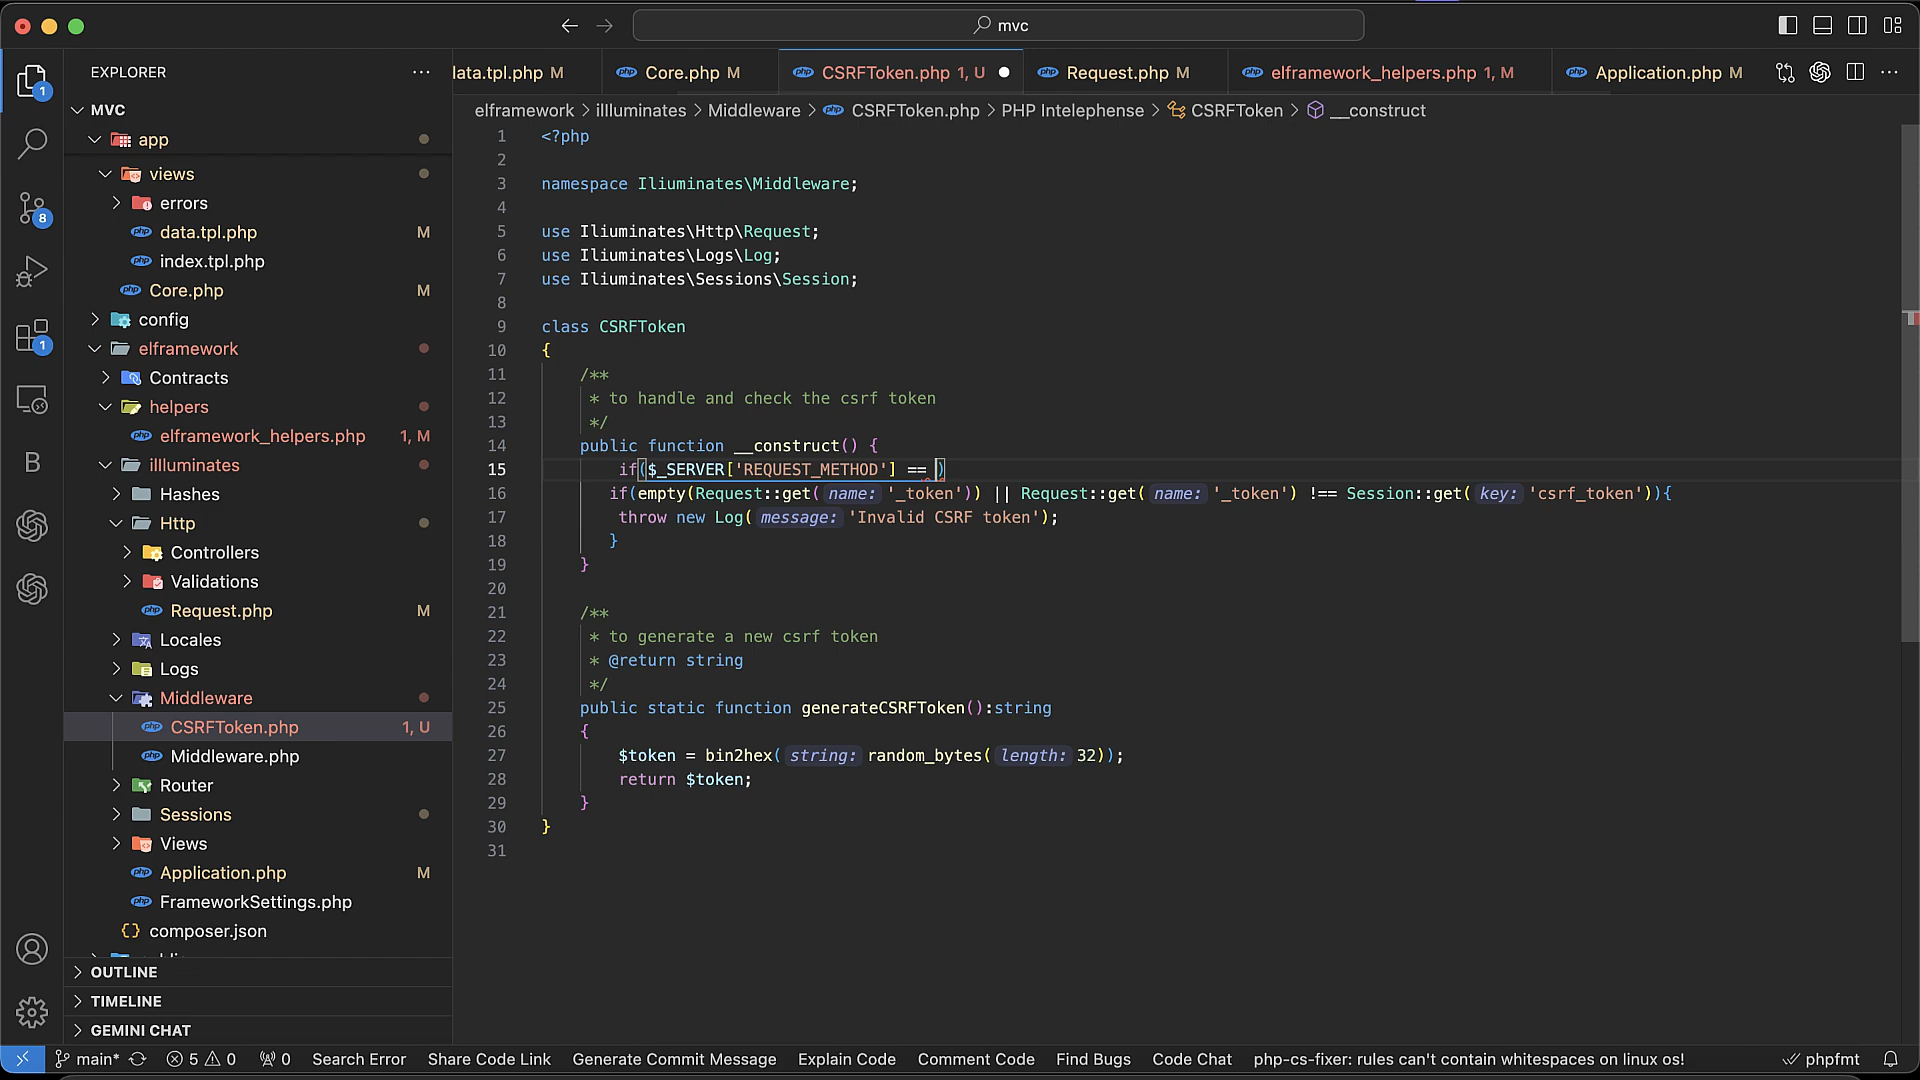 mvc
EXPLORER
data.tpl.php M
Core.php M
CSRFToken.php 1, U
Request.php M
elframework_helpers.php 1, M
Application.php M
elframework > illluminates > Middleware > CSRFToken.php > PHP Intelephense > CSRFToken > __construct
MVC
app
views
errors
data.tpl.php M
index.tpl.php
Core.php M
config
elframework
Contracts
helpers
elframework_helpers.php 1, M
illluminates
Hashes
Http
Controllers
Validations
Request.php M
Locales
Logs
Middleware
CSRFToken.php 1, U
Middleware.php
Router
Sessions
Views
Application.php M
FrameworkSettings.php
composer.json
OUTLINE
TIMELINE
GEMINI CHAT
1
8
1
B
1 <?php
2
3 namespace Iliuminates\Middleware;
4
5 use Iliuminates\Http\Request;
6 use Iliuminates\Logs\Log;
7 use Iliuminates\Sessions\Session;
8
9 class CSRFToken
10 {
11 /**
12 * to handle and check the csrf token
13 */
14 public function __construct() {
15 if($_SERVER['REQUEST_METHOD'] == )
16 if(empty(Request::get( name: '_token')) || Request::get( name: '_token') !== Session::get( key: 'csrf_token')){
17 throw new Log( message: 'Invalid CSRF token');
18 }
19 }
20
21 /**
22 * to generate a new csrf token
23 * @return string
24 */
25 public static function generateCSRFToken():string
26 {
27 $token = bin2hex( string: random_bytes( length: 32));
28 return $token;
29 }
30 }
31
main* 5 0 0 Search Error Share Code Link Generate Commit Message Explain Code Comment Code Find Bugs Code Chat php-cs-fixer: rules can't contain whitespaces on linux os! phpfmt